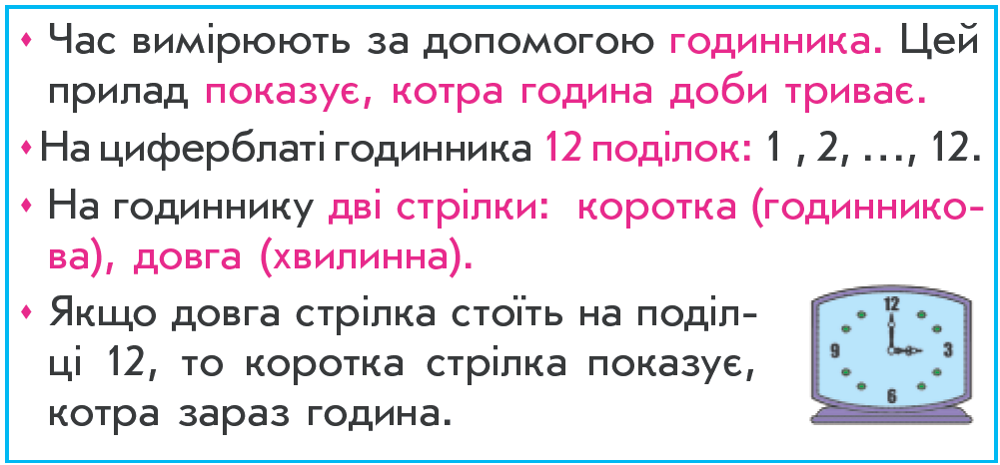 • Час вимірюють за допомогою годинника. Цей
прилад показує, котра година доби триває.
• На циферблаті годинника 12 поділок: 1 , 2, ..., 12.
• На годиннику дві стрілки: коротка (годиннико-
ва), довга (хвилинна).
• Якщо довга стрілка стоїть на поділ-
ці 12, то коротка стрілка показує,
котра зараз година.
12
9 3
6